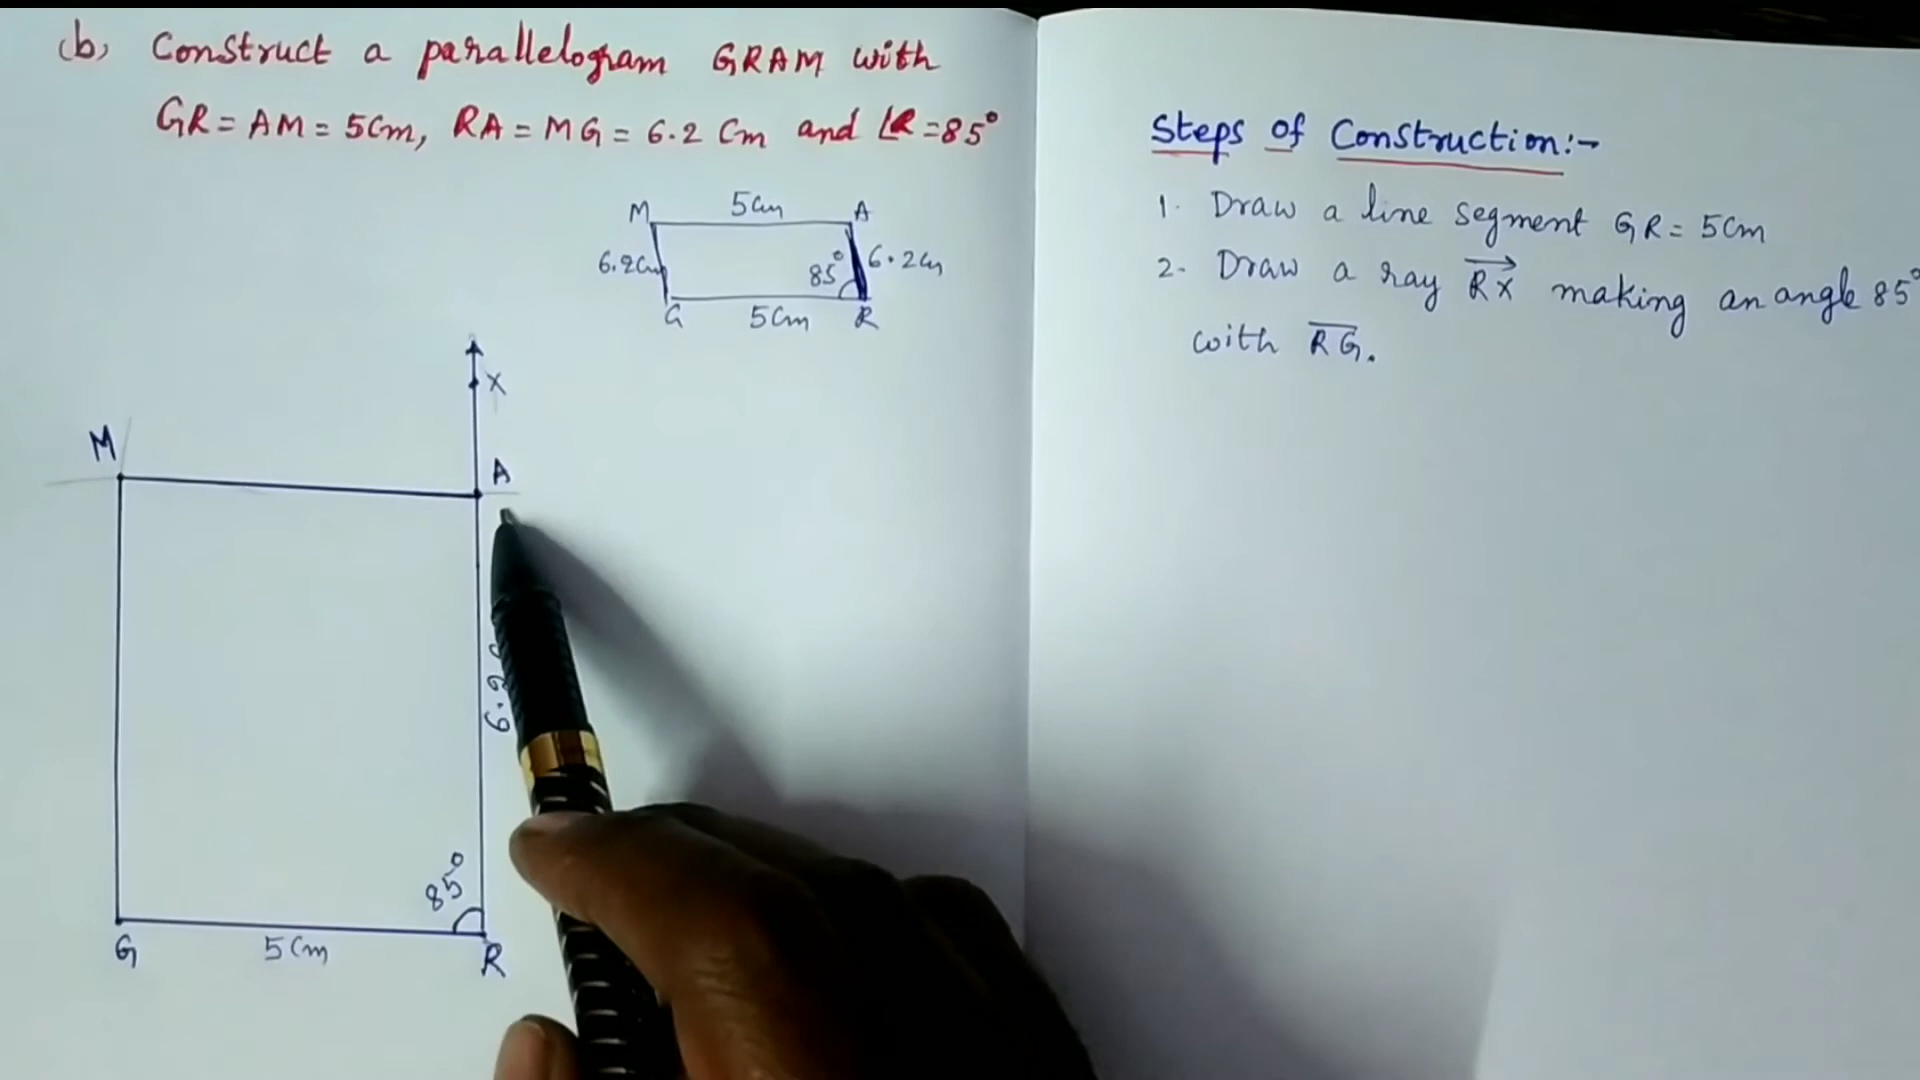 (b) Construct a parallelogram GRAM with
GR = AM = 5Cm, RA = MG = 6.2 Cm and ∠R = 85°
5Cm
M A
6.2Cm 85° 6.2Cm
G 5Cm R
X
M
A
6.2
85°
G 5Cm R
Steps of Construction:-
1. Draw a line segment GR = 5Cm
2. Draw a ray RX making an angle 85°
with RG.